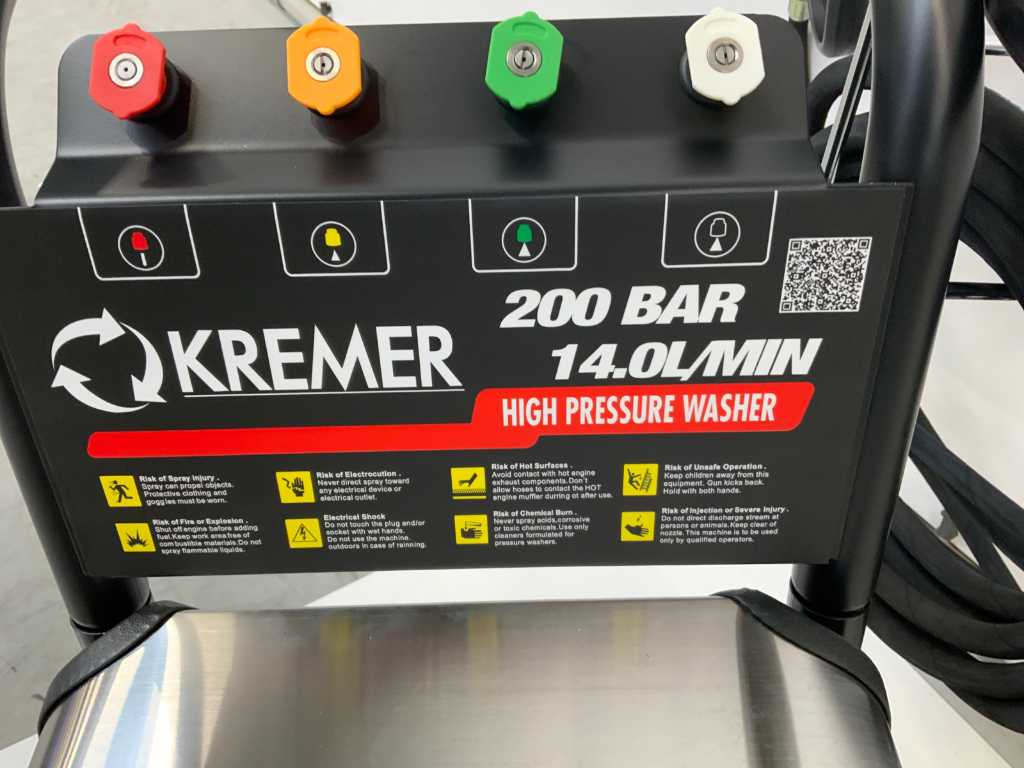 200 BAR
KREMER
14.0L/MIN
HIGH PRESSURE WASHER
Risk of Spray Injury .
Spray can propel objects.
Protective clothing and
goggles must be worn.
Risk of Electrocution .
Never direct spray toward
any electrical device or
electrical outlet.
Risk of Hot Surfaces .
Avoid contact with hot engine
exhaust components. Don't
allow hoses to contact the HOT
engine muffler durring ot after use.
Risk of Unsafe Operation .
Keep children away from this
equipment. Gun kicks back.
Hold with both hands.
Risk of Fire or Explosion .
Shut off engine before adding
fuel.Keep work area free of
combustible materials.Do not
spray flammable liquids.
Electrical Shock
Do not touch the plug and/or
socket with wet hands.
Do not use the machine
outdoors in case of rainning.
Risk of Chemical Burn .
Never spray acids,corrosive
or toxic chemicals.Use only
cleaners formulated for
pressure washers.
Risk of Injection or Severe Injury .
Do not direct discharge stream at
persons or animals. Keep clear of
nozzle. This machine is to be used
only by qualified operators.